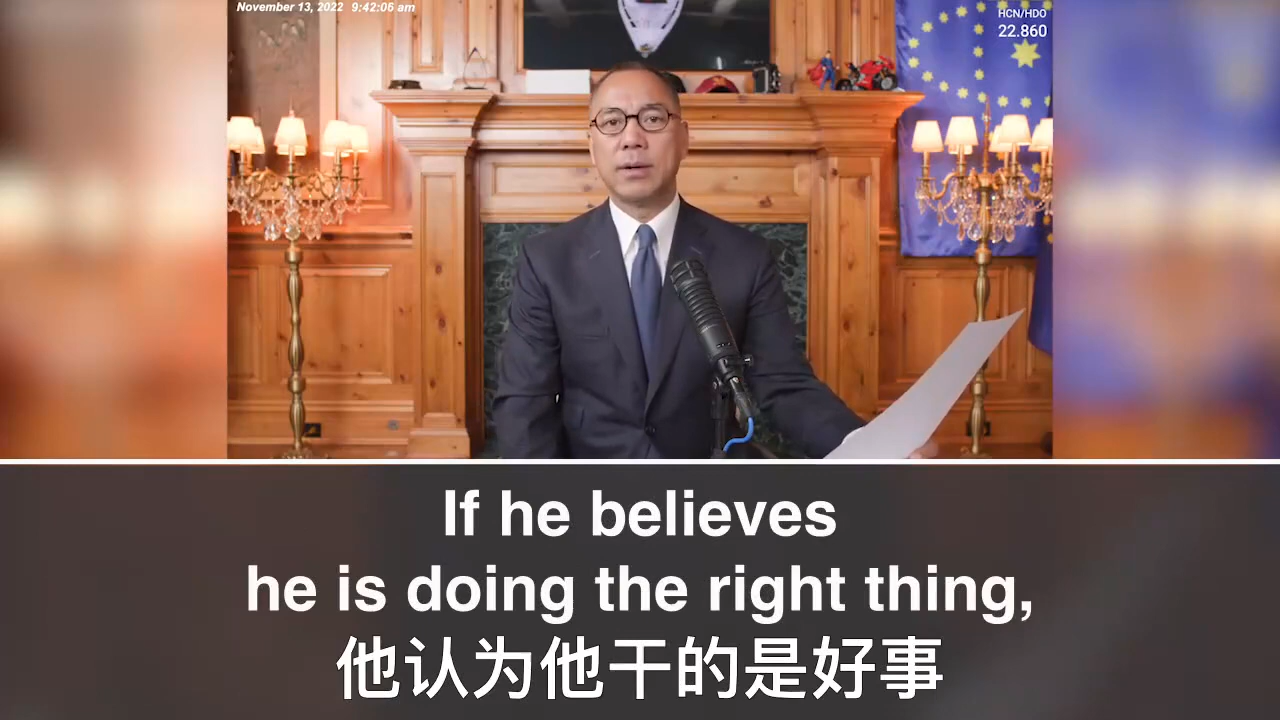 November 13, 2022 9:42:06 am
HCN/HDO
22.860
If he believes
he is doing the right thing,
他认为他干的是好事